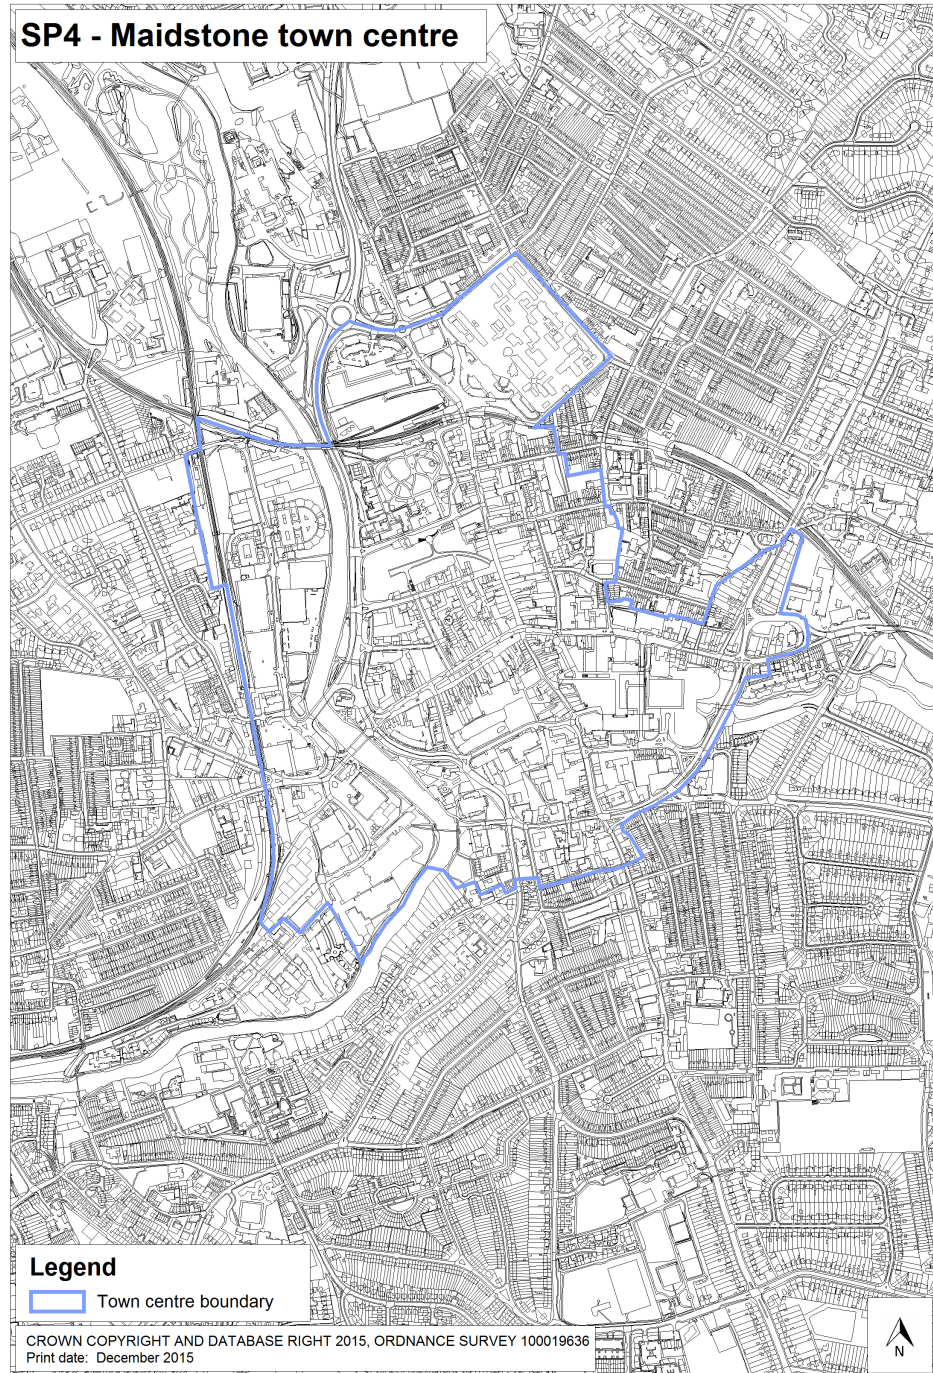 SP4 - Maidstone town centre
Legend
Town centre boundary
CROWN COPYRIGHT AND DATABASE RIGHT 2015, ORDNANCE SURVEY 100019636
Print date: December 2015
N